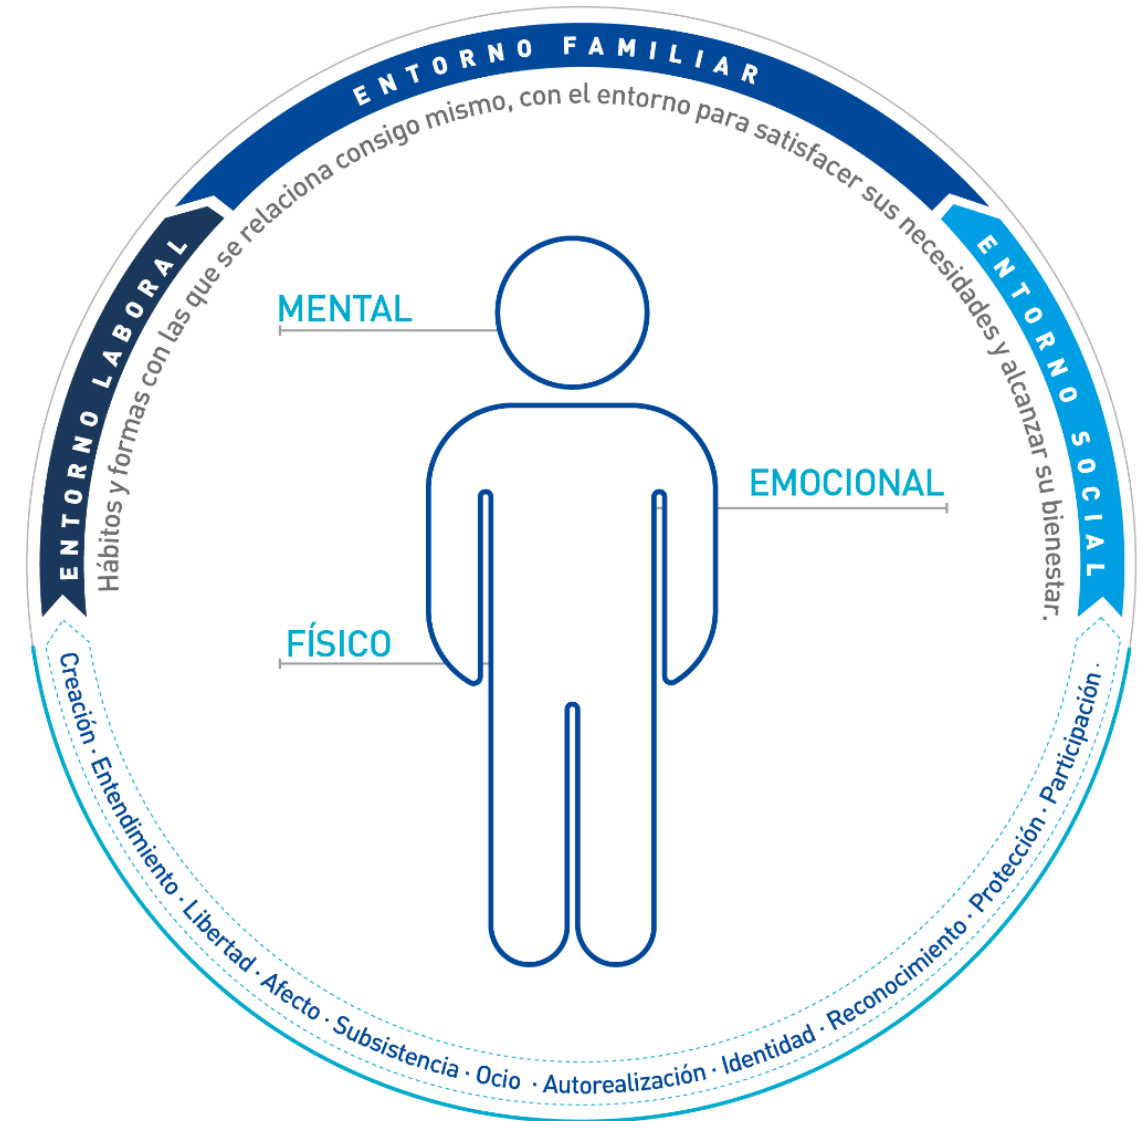 ENTORNO FAMILIAR
ENTORNO LABORAL
ENTORNO SOCIAL
Hábitos y formas con las que se relaciona consigo mismo, con el entorno para satisfacer sus necesidades y alcanzar su bienestar.
MENTAL
EMOCIONAL
FÍSICO
Creación · Entendimiento · Libertad · Afecto · Subsistencia · Ocio · Autorealización · Identidad · Reconocimiento · Protección · Participación ·